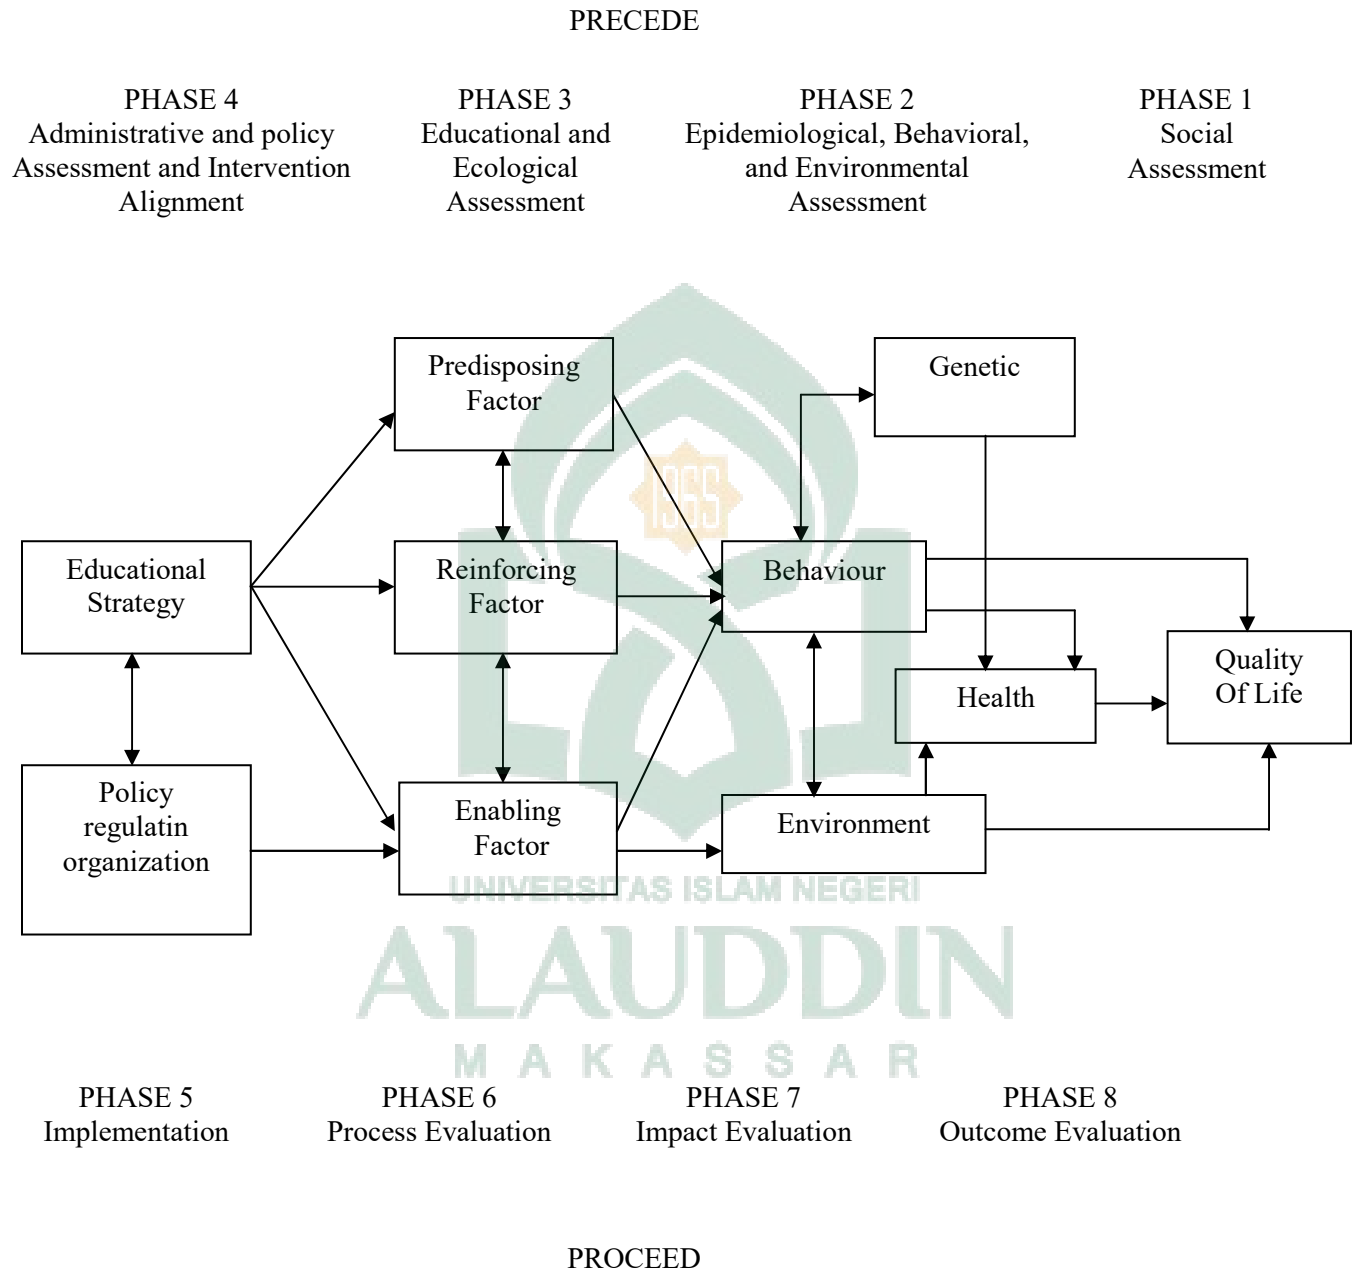 PRECEDE
PHASE 4
Administrative and policy
Assessment and Intervention
Alignment
PHASE 3
Educational and
Ecological
Assessment
PHASE 2
Epidemiological, Behavioral,
and Environmental
Assessment
PHASE 1
Social
Assessment
Predisposing
Factor
Genetic
1965
Educational
Strategy
Reinforcing
Factor
Behaviour
Health
Quality
Of Life
Policy
regulatin
organization
Enabling
Factor
Environment
UNIVERSITAS ISLAM NEGERI
ALAUDDIN
MAKASSAR
PHASE 5
Implementation
PHASE 6
Process Evaluation
PHASE 7
Impact Evaluation
PHASE 8
Outcome Evaluation
PROCEED